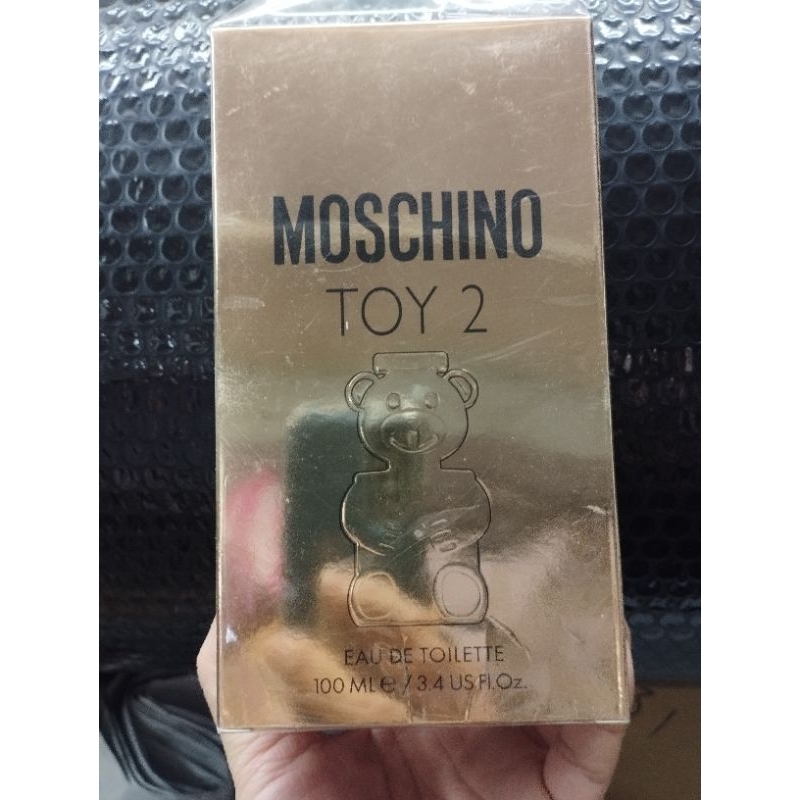 MOSCHINO
TOY 2
EAU DE TOILETTE
100 ML ℮ / 3.4 US Fl.Oz.